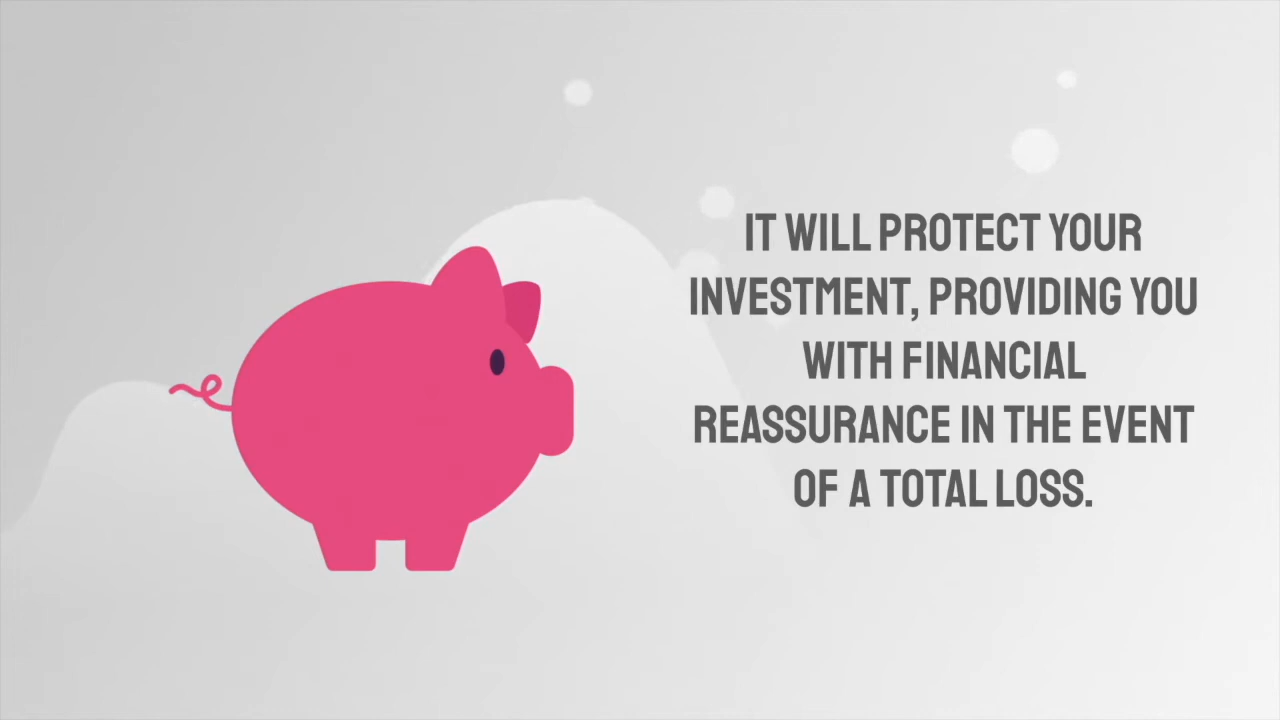 IT WILL PROTECT YOUR
INVESTMENT, PROVIDING YOU
WITH FINANCIAL
REASSURANCE IN THE EVENT
OF A TOTAL LOSS.